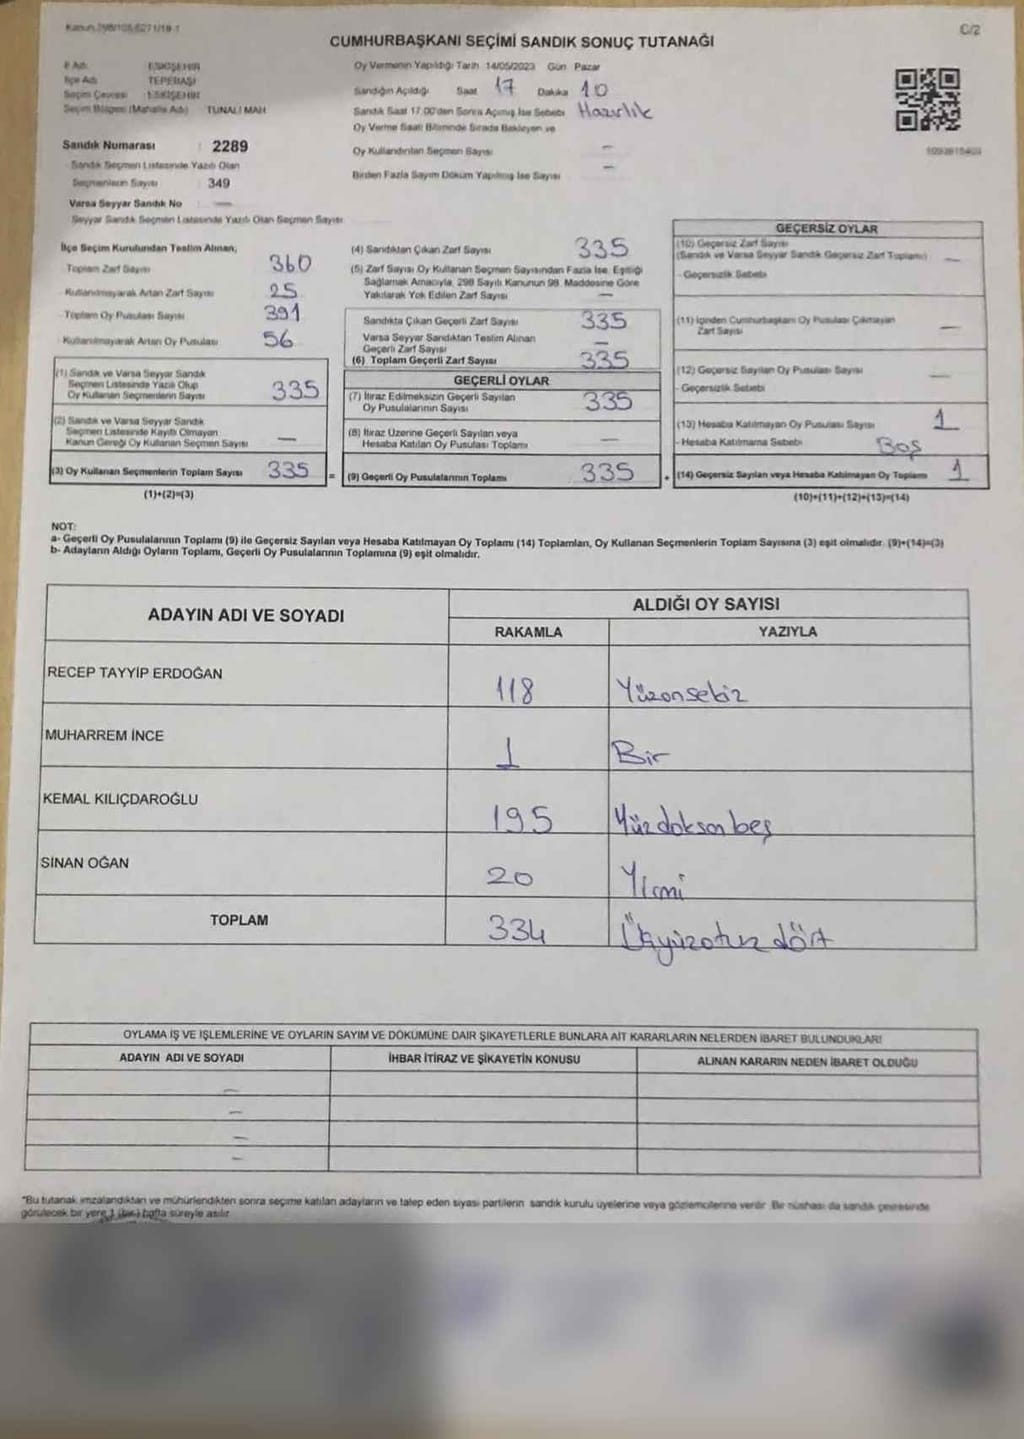 Kanun 298/105-6271/19-1
C/2
CUMHURBAŞKANI SEÇİMİ SANDIK SONUÇ TUTANAĞI
İl Adı ESKİŞEHİR
İlçe Adı TEPEBAŞI
Seçim Çevresi ESKİŞEHİR
Seçim Bölgesi (Mahalle Adı) TUNALI MAH
Sandık Numarası : 2289
Sandık Seçmen Listesinde Yazılı Olan
Seçmenlerin Sayısı 349
Varsa Seyyar Sandık No : —
Seyyar Sandık Seçmen Listesinde Yazılı Olan Seçmen Sayısı
Oy Vermenin Yapıldığı Tarih 14/05/2023 Gün Pazar
Sandığın Açıldığı Saat 17 Dakika 10
Sandık Saat 17.00'den Sonra Açılmış İse Sebebi Hazırlık
Oy Verme Saati Bitiminde Sırada Bekleyen ve
Oy Kullandırılan Seçmen Sayısı —
Birden Fazla Sayım Döküm Yapılmış İse Sayısı —
İlçe Seçim Kurulundan Teslim Alınan;
Toplam Zarf Sayısı 360
Kullanılmayarak Artan Zarf Sayısı 25
Toplam Oy Pusulası Sayısı 391
Kullanılmayarak Artan Oy Pusulası 56
(1) Sandık ve Varsa Seyyar Sandık
Seçmen Listesinde Yazılı Olup
Oy Kullanan Seçmenlerin Sayısı 335
(2) Sandık ve Varsa Seyyar Sandık
Seçmen Listesinde Kayıtlı Olmayan
Kanun Gereği Oy Kullanan Seçmen Sayısı —
(3) Oy Kullanan Seçmenlerin Toplam Sayısı 335 =
(1)+(2)=(3)
(4) Sandıktan Çıkan Zarf Sayısı 335
(5) Zarf Sayısı Oy Kullanan Seçmen Sayısından Fazla İse, Eşitliği
Sağlamak Amacıyla, 298 Sayılı Kanunun 98. Maddesine Göre
Yakılarak Yok Edilen Zarf Sayısı —
Sandıkta Çıkan Geçerli Zarf Sayısı 335
Varsa Seyyar Sandıktan Teslim Alınan
Geçerli Zarf Sayısı —
(6) Toplam Geçerli Zarf Sayısı 335
GEÇERLİ OYLAR
(7) İtiraz Edilmeksizin Geçerli Sayılan
Oy Pusulalarının Sayısı 335
(8) İtiraz Üzerine Geçerli Sayılan veya
Hesaba Katılan Oy Pusulası Toplamı —
(9) Geçerli Oy Pusulalarının Toplamı 335 +
GEÇERSİZ OYLAR
(10) Geçersiz Zarf Sayısı
(Sandık ve Varsa Seyyar Sandık Geçersiz Zarf Toplamı) —
- Geçersizlik Sebebi
(11) İçinden Cumhurbaşkanı Oy Pusulası Çıkmayan
Zarf Sayısı —
(12) Geçersiz Sayılan Oy Pusulası Sayısı —
- Geçersizlik Sebebi
(13) Hesaba Katılmayan Oy Pusulası Sayısı 1
- Hesaba Katılmama Sebebi Boş
(14) Geçersiz Sayılan veya Hesaba Katılmayan Oy Toplamı 1
(10)+(11)+(12)+(13)=(14)
NOT:
a- Geçerli Oy Pusulalarının Toplamı (9) ile Geçersiz Sayılan veya Hesaba Katılmayan Oy Toplamı (14) Toplamları, Oy Kullanan Seçmenlerin Toplam Sayısına (3) eşit olmalıdır. (9)+(14)=(3)
b- Adayların Aldığı Oyların Toplamı, Geçerli Oy Pusulalarının Toplamına (9) eşit olmalıdır.
ADAYIN ADI VE SOYADI
ALDIĞI OY SAYISI
RAKAMLA YAZIYLA
RECEP TAYYİP ERDOĞAN 118 Yüzonsekiz
MUHARREM İNCE 1 Bir
KEMAL KILIÇDAROĞLU 195 Yüzdoksanbeş
SİNAN OĞAN 20 Yirmi
TOPLAM 334 Üçyüzotuz dört
OYLAMA İŞ VE İŞLEMLERİNE VE OYLARIN SAYIM VE DÖKÜMÜNE DAİR ŞİKAYETLERLE BUNLARA AİT KARARLARIN NELERDEN İBARET BULUNDUKLARI
ADAYIN ADI VE SOYADI İHBAR İTİRAZ VE ŞİKAYETİN KONUSU ALINAN KARARIN NEDEN İBARET OLDUĞU
—
—
—
—
*Bu tutanak imzalandıktan ve mühürlendikten sonra seçime katılan adayların ve talep eden siyasi partilerin sandık kurulu üyelerine veya gözlemcilerine verilir. Bir nüshası da sandık çevresinde
görülecek bir yere 1 (bir) hafta süreyle asılır.